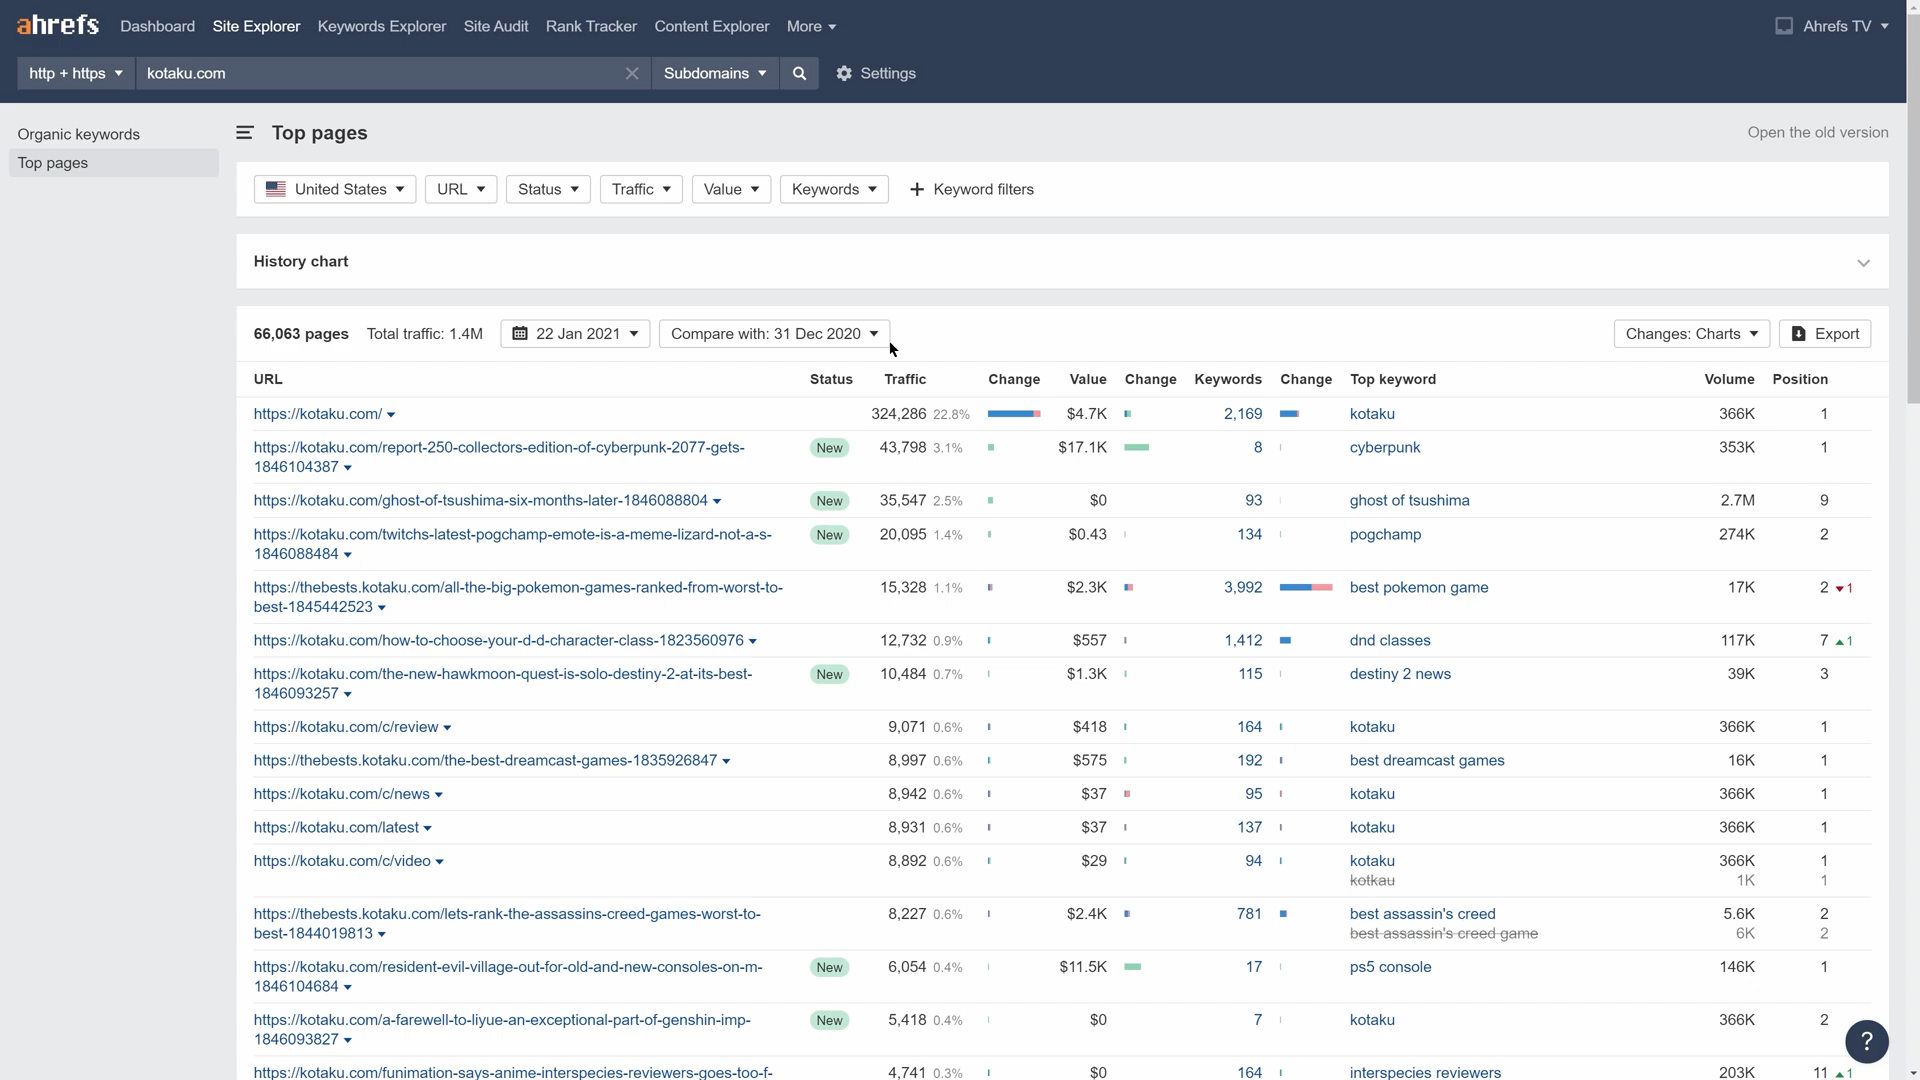 ahrefs Dashboard Site Explorer Keywords Explorer Site Audit Rank Tracker Content Explorer More Ahrefs TV
http + https kotaku.com Subdomains Settings
Organic keywords
Top pages
Top pages Open the old version
United States URL Status Traffic Value Keywords + Keyword filters
History chart
66,063 pages Total traffic: 1.4M 22 Jan 2021 Compare with: 31 Dec 2020 Changes: Charts Export
URL Status Traffic Change Value Change Keywords Change Top keyword Volume Position
https://kotaku.com/ 324,286 22.8% $4.7K 2,169 kotaku 366K 1
https://kotaku.com/report-250-collectors-edition-of-cyberpunk-2077-gets- New 43,798 3.1% $17.1K 8 cyberpunk 353K 1
1846104387
https://kotaku.com/ghost-of-tsushima-six-months-later-1846088804 New 35,547 2.5% $0 93 ghost of tsushima 2.7M 9
https://kotaku.com/twitchs-latest-pogchamp-emote-is-a-meme-lizard-not-a-s- New 20,095 1.4% $0.43 134 pogchamp 274K 2
1846088484
https://thebests.kotaku.com/all-the-big-pokemon-games-ranked-from-worst-to- 15,328 1.1% $2.3K 3,992 best pokemon game 17K 2 1
best-1845442523
https://kotaku.com/how-to-choose-your-d-d-character-class-1823560976 12,732 0.9% $557 1,412 dnd classes 117K 7 1
https://kotaku.com/the-new-hawkmoon-quest-is-solo-destiny-2-at-its-best- New 10,484 0.7% $1.3K 115 destiny 2 news 39K 3
1846093257
https://kotaku.com/c/review 9,071 0.6% $418 164 kotaku 366K 1
https://thebests.kotaku.com/the-best-dreamcast-games-1835926847 8,997 0.6% $575 192 best dreamcast games 16K 1
https://kotaku.com/c/news 8,942 0.6% $37 95 kotaku 366K 1
https://kotaku.com/latest 8,931 0.6% $37 137 kotaku 366K 1
https://kotaku.com/c/video 8,892 0.6% $29 94 kotaku 366K 1
kotkau 1K 1
https://thebests.kotaku.com/lets-rank-the-assassins-creed-games-worst-to- 8,227 0.6% $2.4K 781 best assassin's creed 5.6K 2
best-1844019813 best assassin's creed game 6K 2
https://kotaku.com/resident-evil-village-out-for-old-and-new-consoles-on-m- New 6,054 0.4% $11.5K 17 ps5 console 146K 1
1846104684
https://kotaku.com/a-farewell-to-liyue-an-exceptional-part-of-genshin-imp- New 5,418 0.4% $0 7 kotaku 366K 2
1846093827
?
https://kotaku.com/funimation-says-anime-interspecies-reviewers-goes-too-f- 4,741 0.3% $0 164 interspecies reviewers 203K 11 1